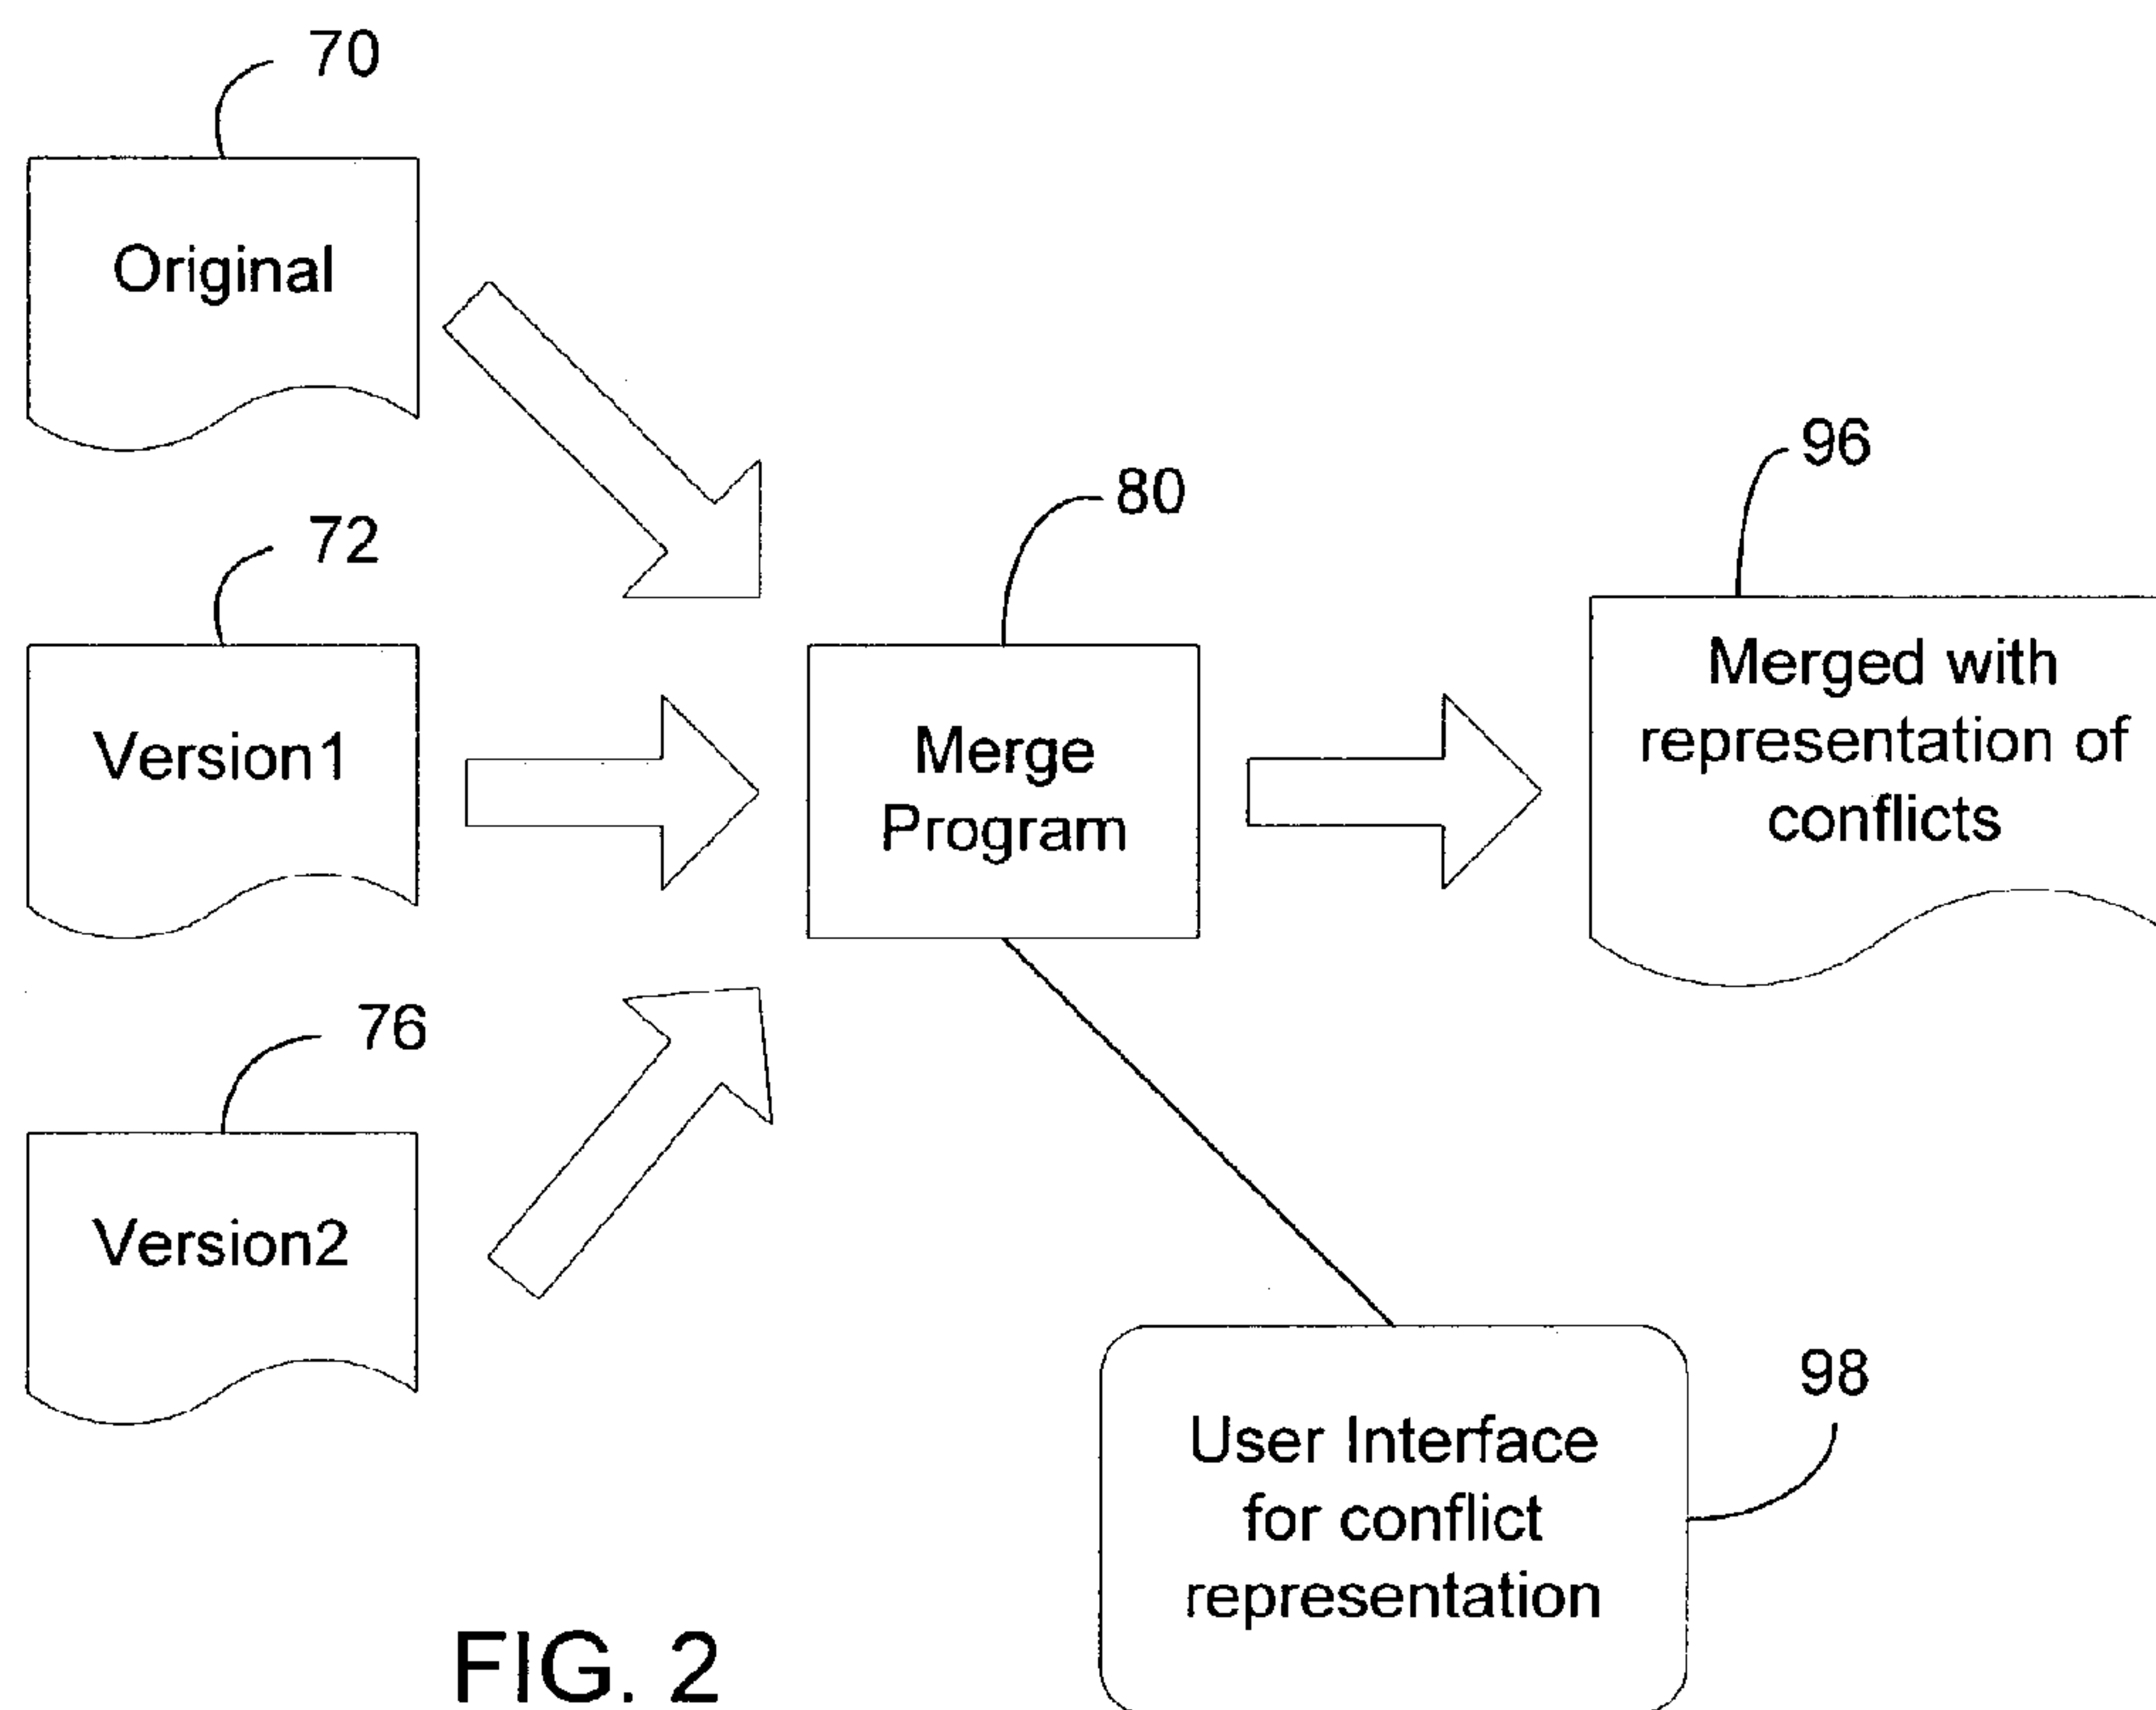 70
Original
72
Version1
76
Version2
80
Merge
Program
96
Merged with
representation of
conflicts
98
User Interface
for conflict
representation
FIG. 2